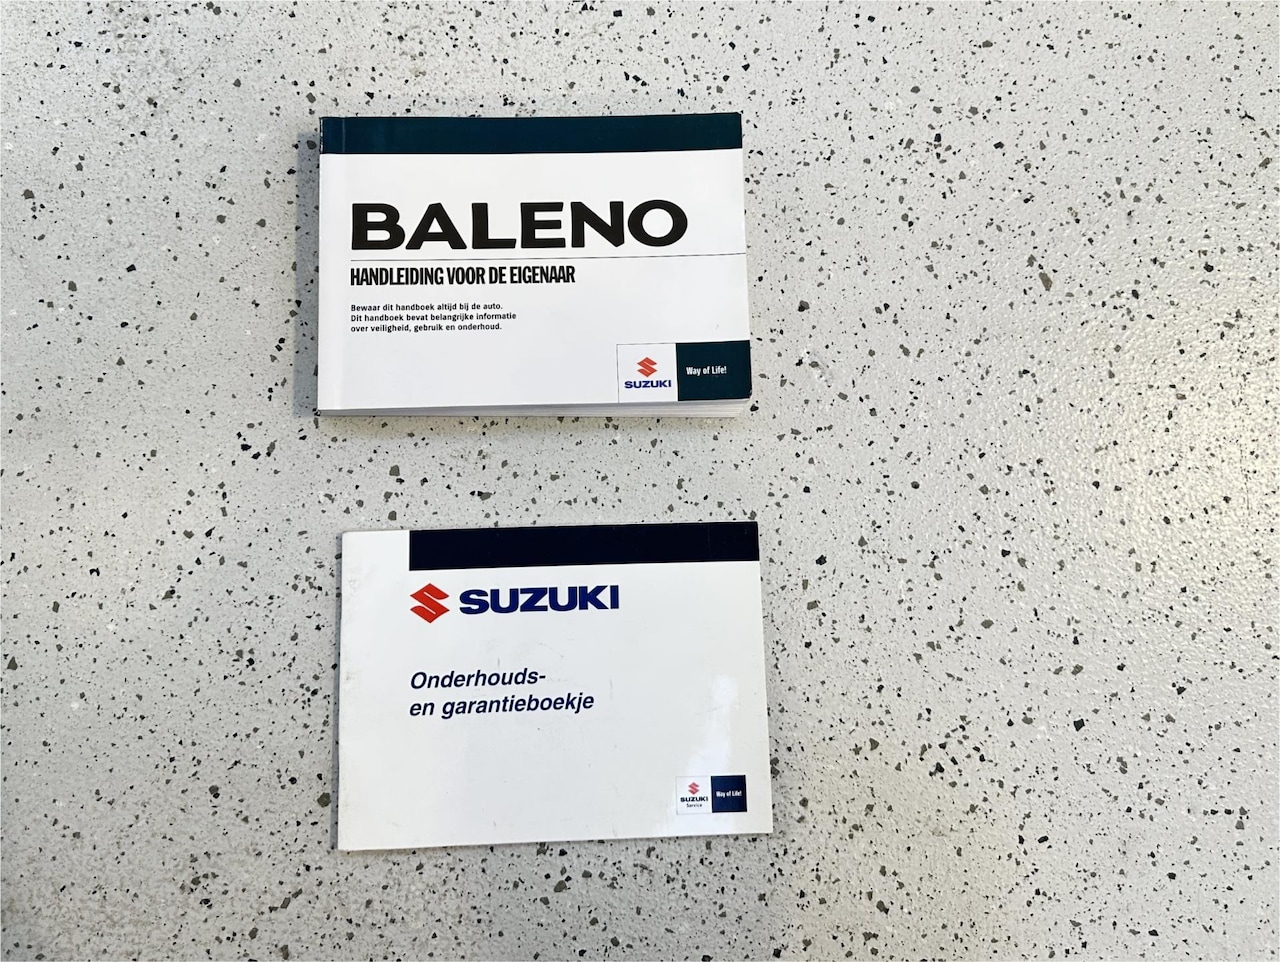 BALENO
HANDLEIDING VOOR DE EIGENAAR
Bewaar dit handboek altijd bij de auto.
Dit handboek bevat belangrijke informatie
over veiligheid, gebruik en onderhoud.
SUZUKI
Way of Life!
SUZUKI
Onderhouds-
en garantieboekje
SUZUKI
Service
Way of Life!